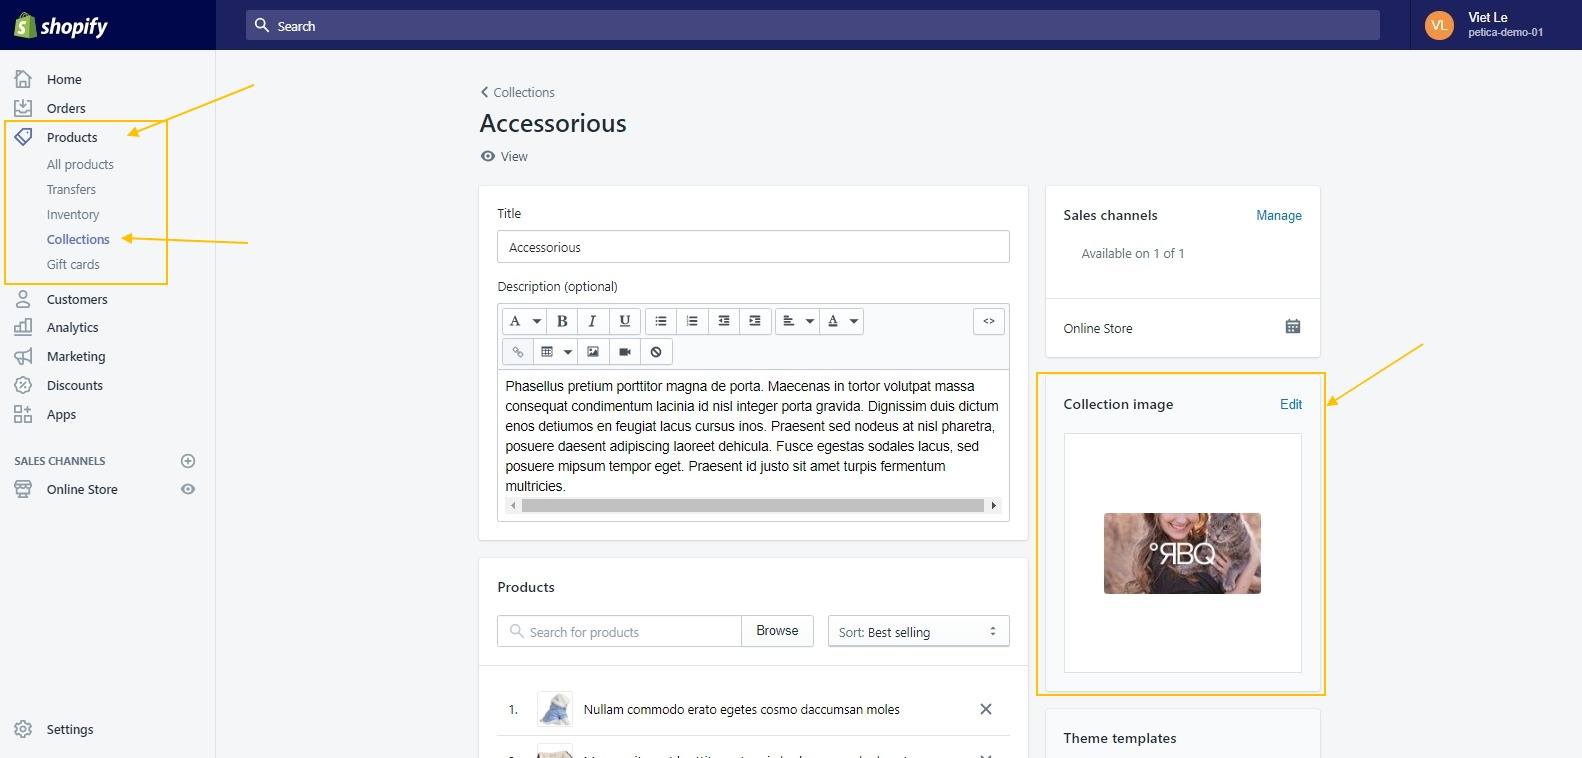 shopify
Search
VL
Viet Le
petica-demo-01
Home
Orders
Products
All products
Transfers
Inventory
Collections
Gift cards
Customers
Analytics
Marketing
Discounts
Apps
SALES CHANNELS
Online Store
Settings
Collections
Accessorious
View
Title
Accessorious
Description (optional)
A B I U A <>
Phasellus pretium porttitor magna de porta. Maecenas in tortor volutpat massa
consequat condimentum lacinia id nisl integer porta gravida. Dignissim duis dictum
enos detiumos en feugiat lacus cursus inos. Praesent sed nodeus at nisl pharetra,
posuere daesent adipiscing laoreet dehicula. Fusce egestas sodales lacus, sed
posuere mipsum tempor eget. Praesent id justo sit amet turpis fermentum
multricies.
Products
Search for products
Browse
Sort: Best selling
1. Nullam commodo erato egetes cosmo daccumsan moles
Sales channels
Manage
Available on 1 of 1
Online Store
Collection image
Edit
°ЯBQ
Theme templates